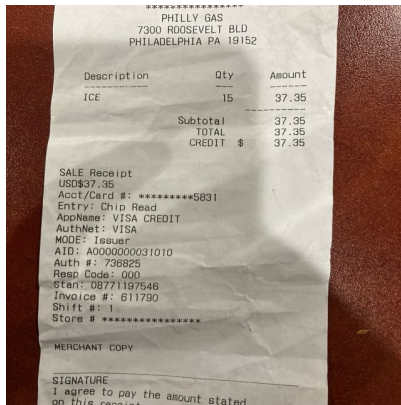 ****************
PHILLY GAS
7300 ROOSEVELT BLD
PHILADELPHIA PA 19152
Description Qty Amount
----------- --- ------
ICE 15 37.35
-----------
Subtotal 37.35
TOTAL 37.35
CREDIT $ 37.35
SALE Receipt
USD$37.35
Acct/Card #: *********5831
Entry: Chip Read
AppName: VISA CREDIT
AuthNet: VISA
MODE: Issuer
AID: A0000000031010
Auth #: 736825
Resp Code: 000
Stan: 08771197546
Invoice #: 611790
Shift #: 1
Store # ****************
MERCHANT COPY
SIGNATURE
I agree to pay the amount stated
on this receipt